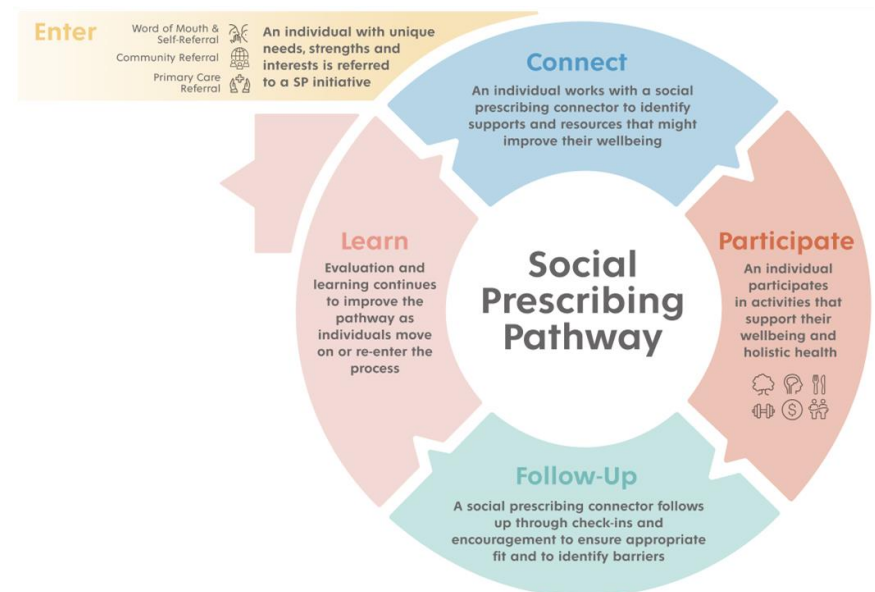 Enter
Word of Mouth &
Self-Referral
Community Referral
Primary Care
Referral
An individual with unique
needs, strengths and
interests is referred
to a SP initiative
Connect
An individual works with a social
prescribing connector to identify
supports and resources that might
improve their wellbeing
Participate
An individual
participates
in activities that
support their
wellbeing and
holistic health
$
Follow-Up
A social prescribing connector follows
up through check-ins and
encouragement to ensure appropriate
fit and to identify barriers
Learn
Evaluation and
learning continues
to improve the
pathway as
individuals move
on or re-enter the
process
Social
Prescribing
Pathway